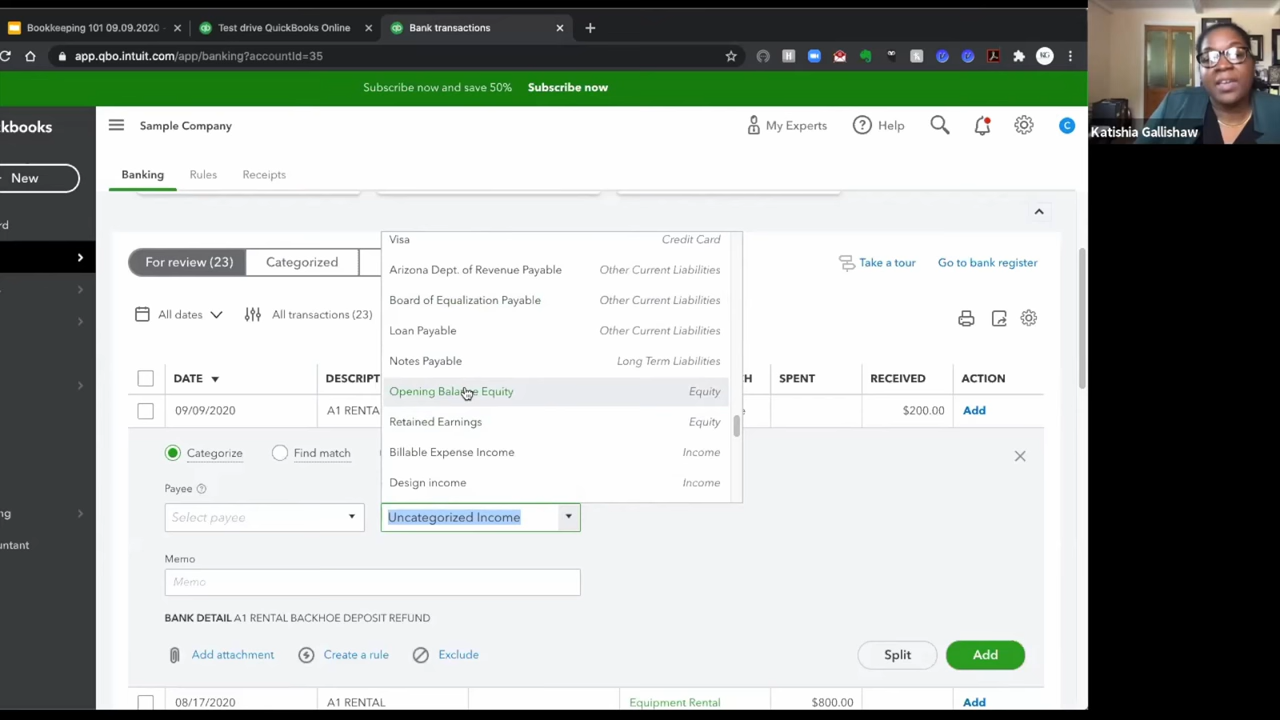 Bookkeeping 101 09.09.2020
Test drive QuickBooks Online
Bank transactions
app.qbo.intuit.com/app/banking?accountId=35
Subscribe now and save 50% Subscribe now
kbooks
Sample Company
My Experts
Help
C
Katishia Gallishaw
New
Banking
Rules
Receipts
rd
For review (23)
Categorized
Take a tour
Go to bank register
All dates
All transactions (23)
Visa Credit Card
Arizona Dept. of Revenue Payable Other Current Liabilities
Board of Equalization Payable Other Current Liabilities
Loan Payable Other Current Liabilities
Notes Payable Long Term Liabilities
Opening Balance Equity Equity
Retained Earnings Equity
Billable Expense Income Income
Design income Income
DATE DESCRIPT H SPENT RECEIVED ACTION
09/09/2020 A1 RENTA e $200.00 Add
Categorize
Find match
Payee
Select payee
Uncategorized Income
ng
untant
Memo
Memo
BANK DETAIL A1 RENTAL BACKHOE DEPOSIT REFUND
Add attachment
Create a rule
Exclude
Split
Add
08/17/2020 A1 RENTAL Equipment Rental $800.00 Add